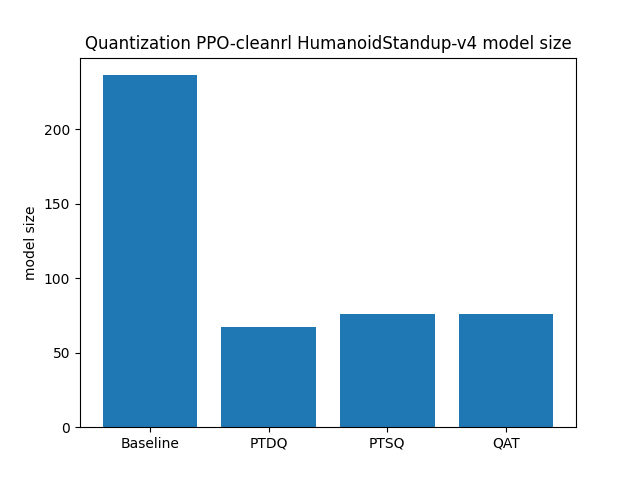 Quantization PPO-cleanrl HumanoidStandup-v4 model size
200
150
100
50
0
model size
Baseline
PTDQ
PTSQ
QAT